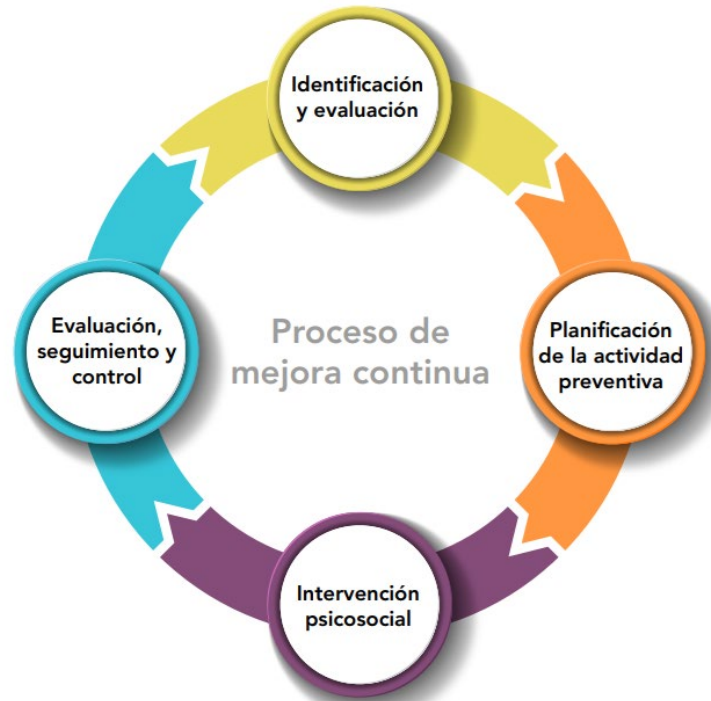 Identificación
y evaluación
Planificación
de la actividad
preventiva
Intervención
psicosocial
Evaluación,
seguimiento y
control
Proceso de
mejora continua